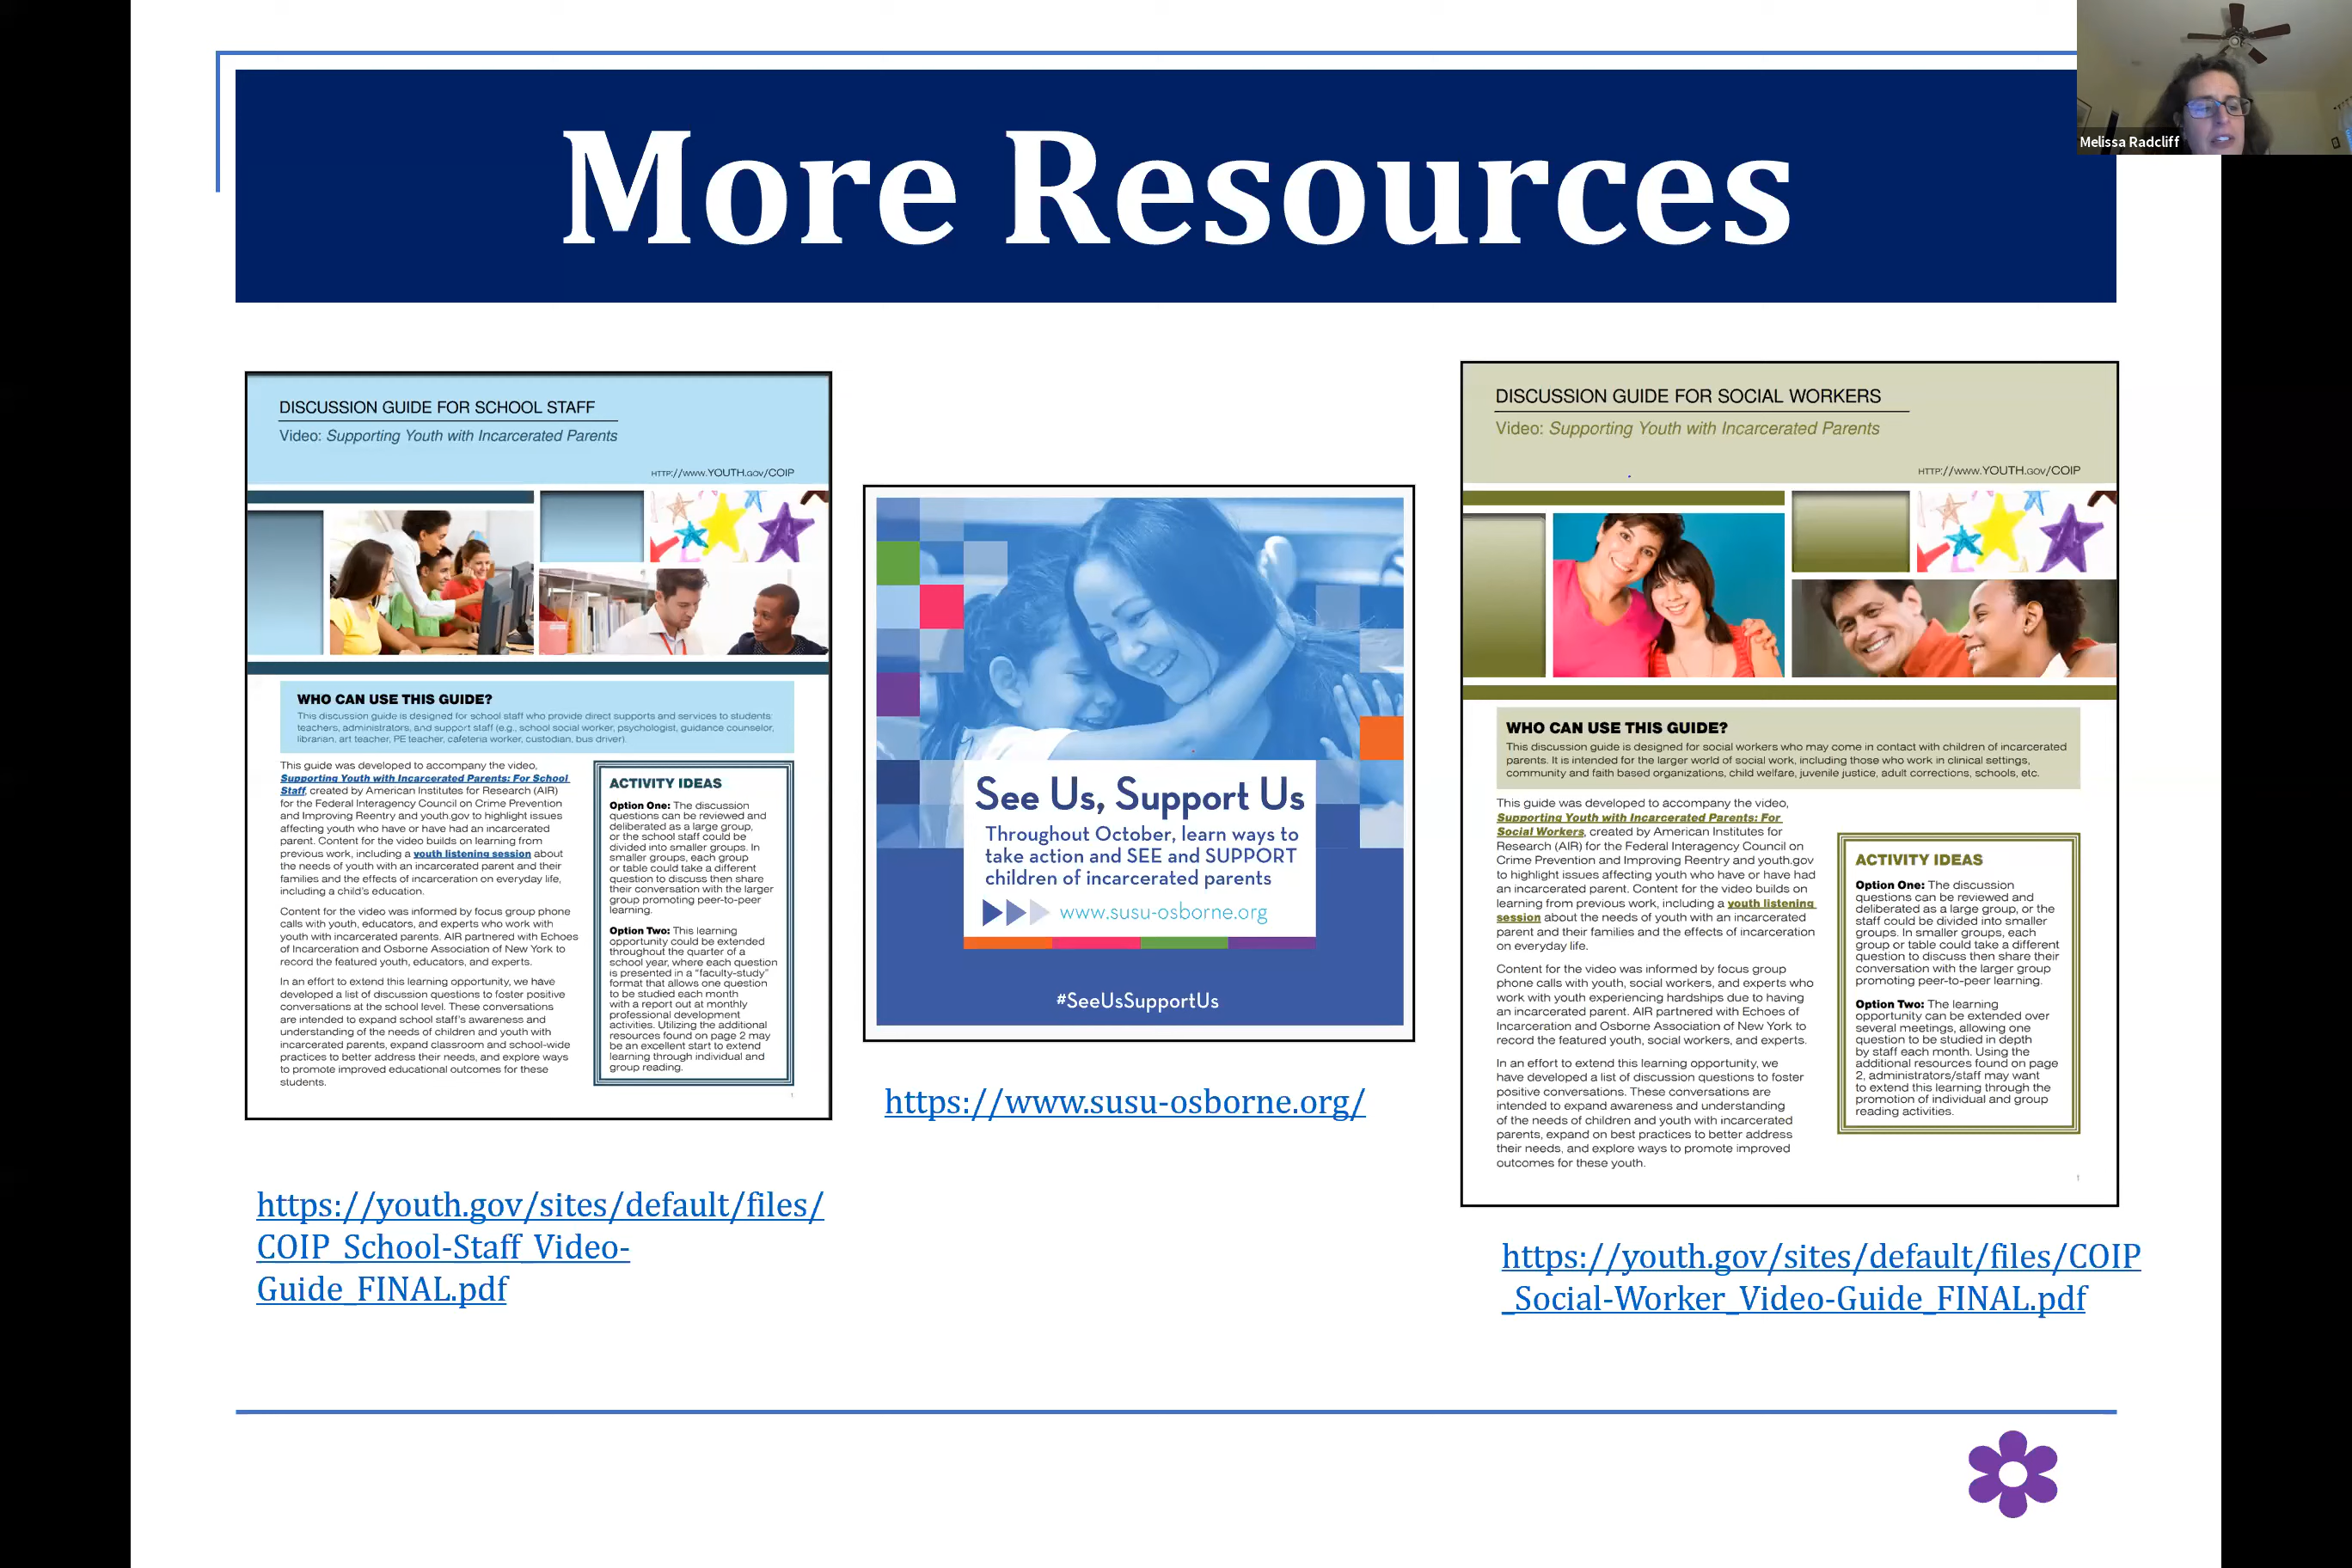 More Resources
Melissa Radcliff
DISCUSSION GUIDE FOR SCHOOL STAFF
Video: Supporting Youth with Incarcerated Parents
HTTP://WWW.YOUTH.GOV/COIP
WHO CAN USE THIS GUIDE?
This discussion guide is designed for school staff who provide direct supports and services to students:
teachers, administrators, and support staff (e.g., school social worker, psychologist, guidance counselor,
librarian, art teacher, PE teacher, cafeteria worker, custodian, bus driver).
This guide was developed to accompany the video,
Supporting Youth with Incarcerated Parents: For School
Staff, created by American Institutes for Research (AIR)
for the Federal Interagency Council on Crime Prevention
and Improving Reentry and youth.gov to highlight issues
affecting youth who have or have had an incarcerated
parent. Content for the video builds on learning from
previous work, including a youth listening session about
the needs of youth with an incarcerated parent and their
families and the effects of incarceration on everyday life,
including a child's education.
Content for the video was informed by focus group phone
calls with youth, educators, and experts who work with
youth with incarcerated parents. AIR partnered with Echoes
of Incarceration and Osborne Association of New York to
record the featured youth, educators, and experts.
In an effort to extend this learning opportunity, we have
developed a list of discussion questions to foster positive
conversations at the school level. These conversations
are intended to expand school staff's awareness and
understanding of the needs of children and youth with
incarcerated parents, expand classroom and school-wide
practices to better address their needs, and explore ways
to promote improved educational outcomes for these
students.
ACTIVITY IDEAS
Option One: The discussion
questions can be reviewed and
deliberated as a large group,
or the school staff could be
divided into smaller groups. In
smaller groups, each group
or table could take a different
question to discuss then share
their conversation with the larger
group promoting peer-to-peer
learning.
Option Two: This learning
opportunity could be extended
throughout the quarter of a
school year, where each question
is presented in a "faculty-study"
format that allows one question
to be studied each month
with a report out at monthly
professional development
activities. Utilizing the additional
resources found on page 2 may
be an excellent start to extend
learning through individual and
group reading.
1
https://youth.gov/sites/default/files/
COIP_School-Staff_Video-
Guide_FINAL.pdf
See Us, Support Us
Throughout October, learn ways to
take action and SEE and SUPPORT
children of incarcerated parents
www.susu-osborne.org
#SeeUsSupportUs
https://www.susu-osborne.org/
DISCUSSION GUIDE FOR SOCIAL WORKERS
Video: Supporting Youth with Incarcerated Parents
HTTP://WWW.YOUTH.GOV/COIP
WHO CAN USE THIS GUIDE?
This discussion guide is designed for social workers who may come in contact with children of incarcerated
parents. It is intended for the larger world of social work, including those who work in clinical settings,
community and faith based organizations, child welfare, juvenile justice, adult corrections, schools, etc.
This guide was developed to accompany the video,
Supporting Youth with Incarcerated Parents: For
Social Workers, created by American Institutes for
Research (AIR) for the Federal Interagency Council on
Crime Prevention and Improving Reentry and youth.gov
to highlight issues affecting youth who have or have had
an incarcerated parent. Content for the video builds on
learning from previous work, including a youth listening
session about the needs of youth with an incarcerated
parent and their families and the effects of incarceration
on everyday life.
Content for the video was informed by focus group
phone calls with youth, social workers, and experts who
work with youth experiencing hardships due to having
an incarcerated parent. AIR partnered with Echoes of
Incarceration and Osborne Association of New York to
record the featured youth, social workers, and experts.
In an effort to extend this learning opportunity, we
have developed a list of discussion questions to foster
positive conversations. These conversations are
intended to expand awareness and understanding
of the needs of children and youth with incarcerated
parents, expand on best practices to better address
their needs, and explore ways to promote improved
outcomes for these youth.
ACTIVITY IDEAS
Option One: The discussion
questions can be reviewed and
deliberated as a large group, or the
staff could be divided into smaller
groups. In smaller groups, each
group or table could take a different
question to discuss then share their
conversation with the larger group
promoting peer-to-peer learning.
Option Two: The learning
opportunity can be extended over
several meetings, allowing one
question to be studied in depth
by staff each month. Using the
additional resources found on page
2, administrators/staff may want
to extend this learning through the
promotion of individual and group
reading activities.
1
https://youth.gov/sites/default/files/COIP
_Social-Worker_Video-Guide_FINAL.pdf